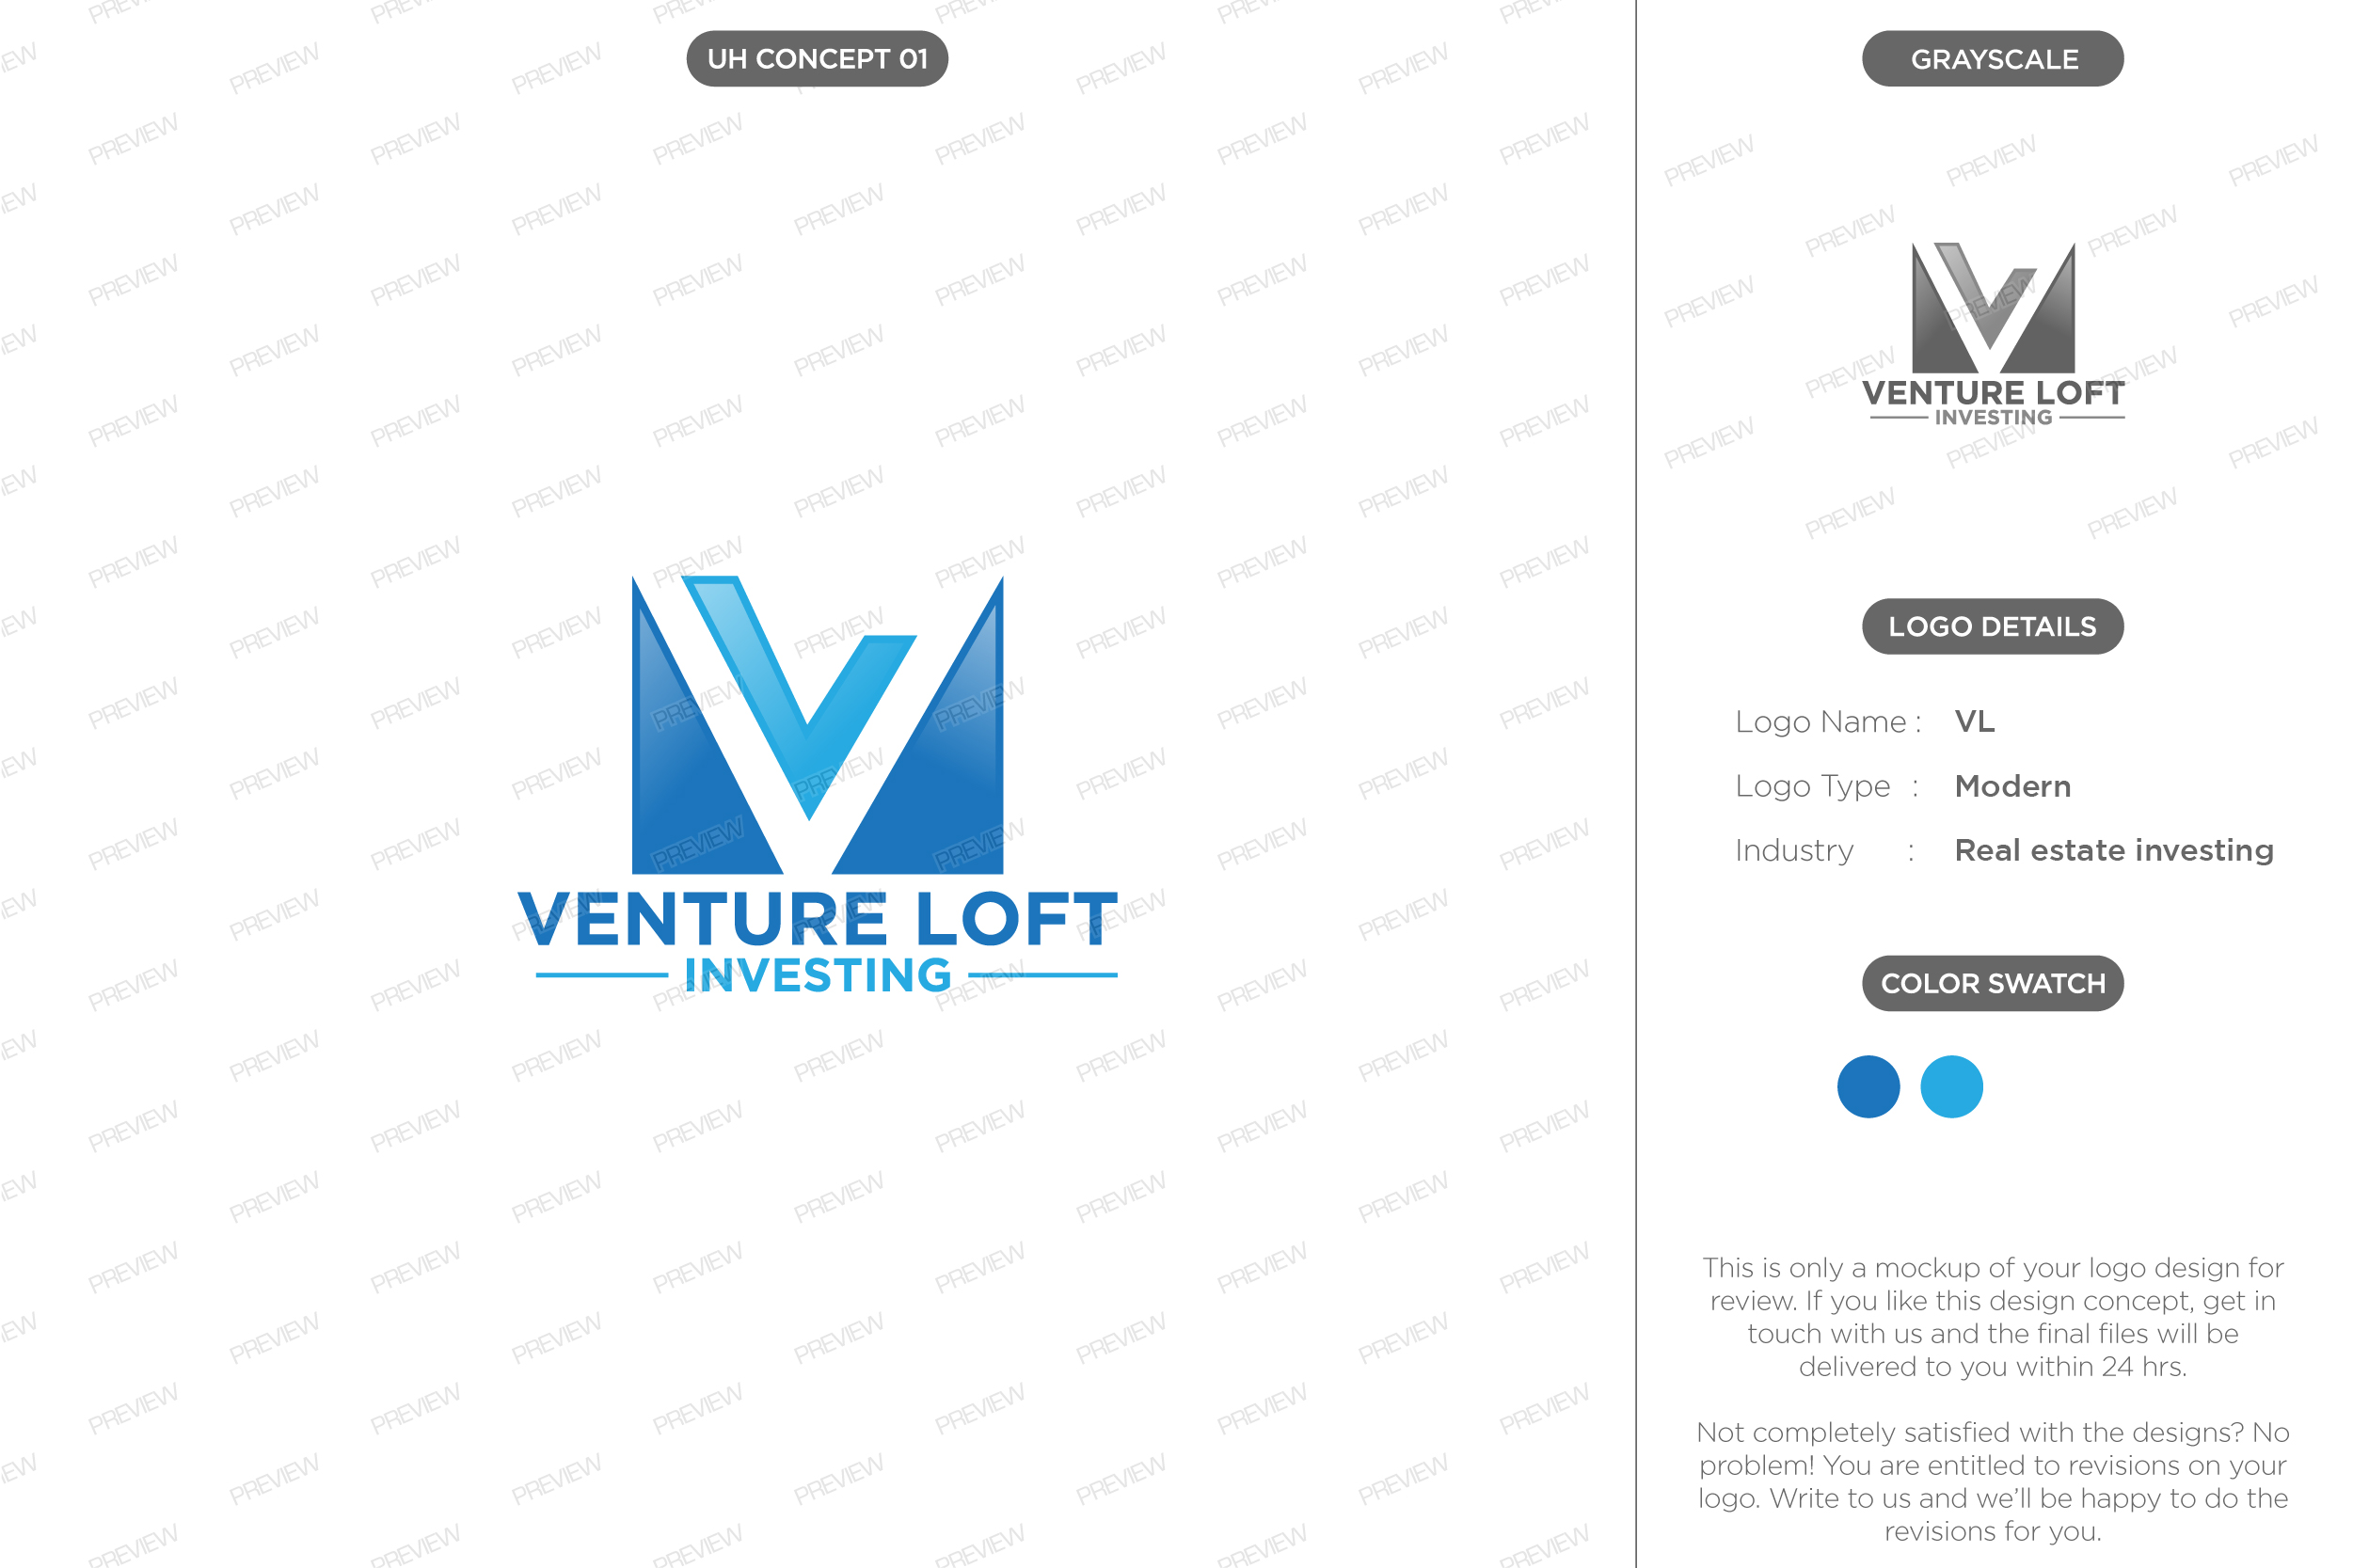 UH CONCEPT 01
VENTURE LOFT
INVESTING
GRAYSCALE
VENTURE LOFT
INVESTING
LOGO DETAILS
Logo Name : VL
Logo Type : Modern
Industry : Real estate investing
COLOR SWATCH
This is only a mockup of your logo design for
review. If you like this design concept, get in
touch with us and the final files will be
delivered to you within 24 hrs.
Not completely satisfied with the designs? No
problem! You are entitled to revisions on your
logo. Write to us and we'll be happy to do the
revisions for you.
PREVIEW